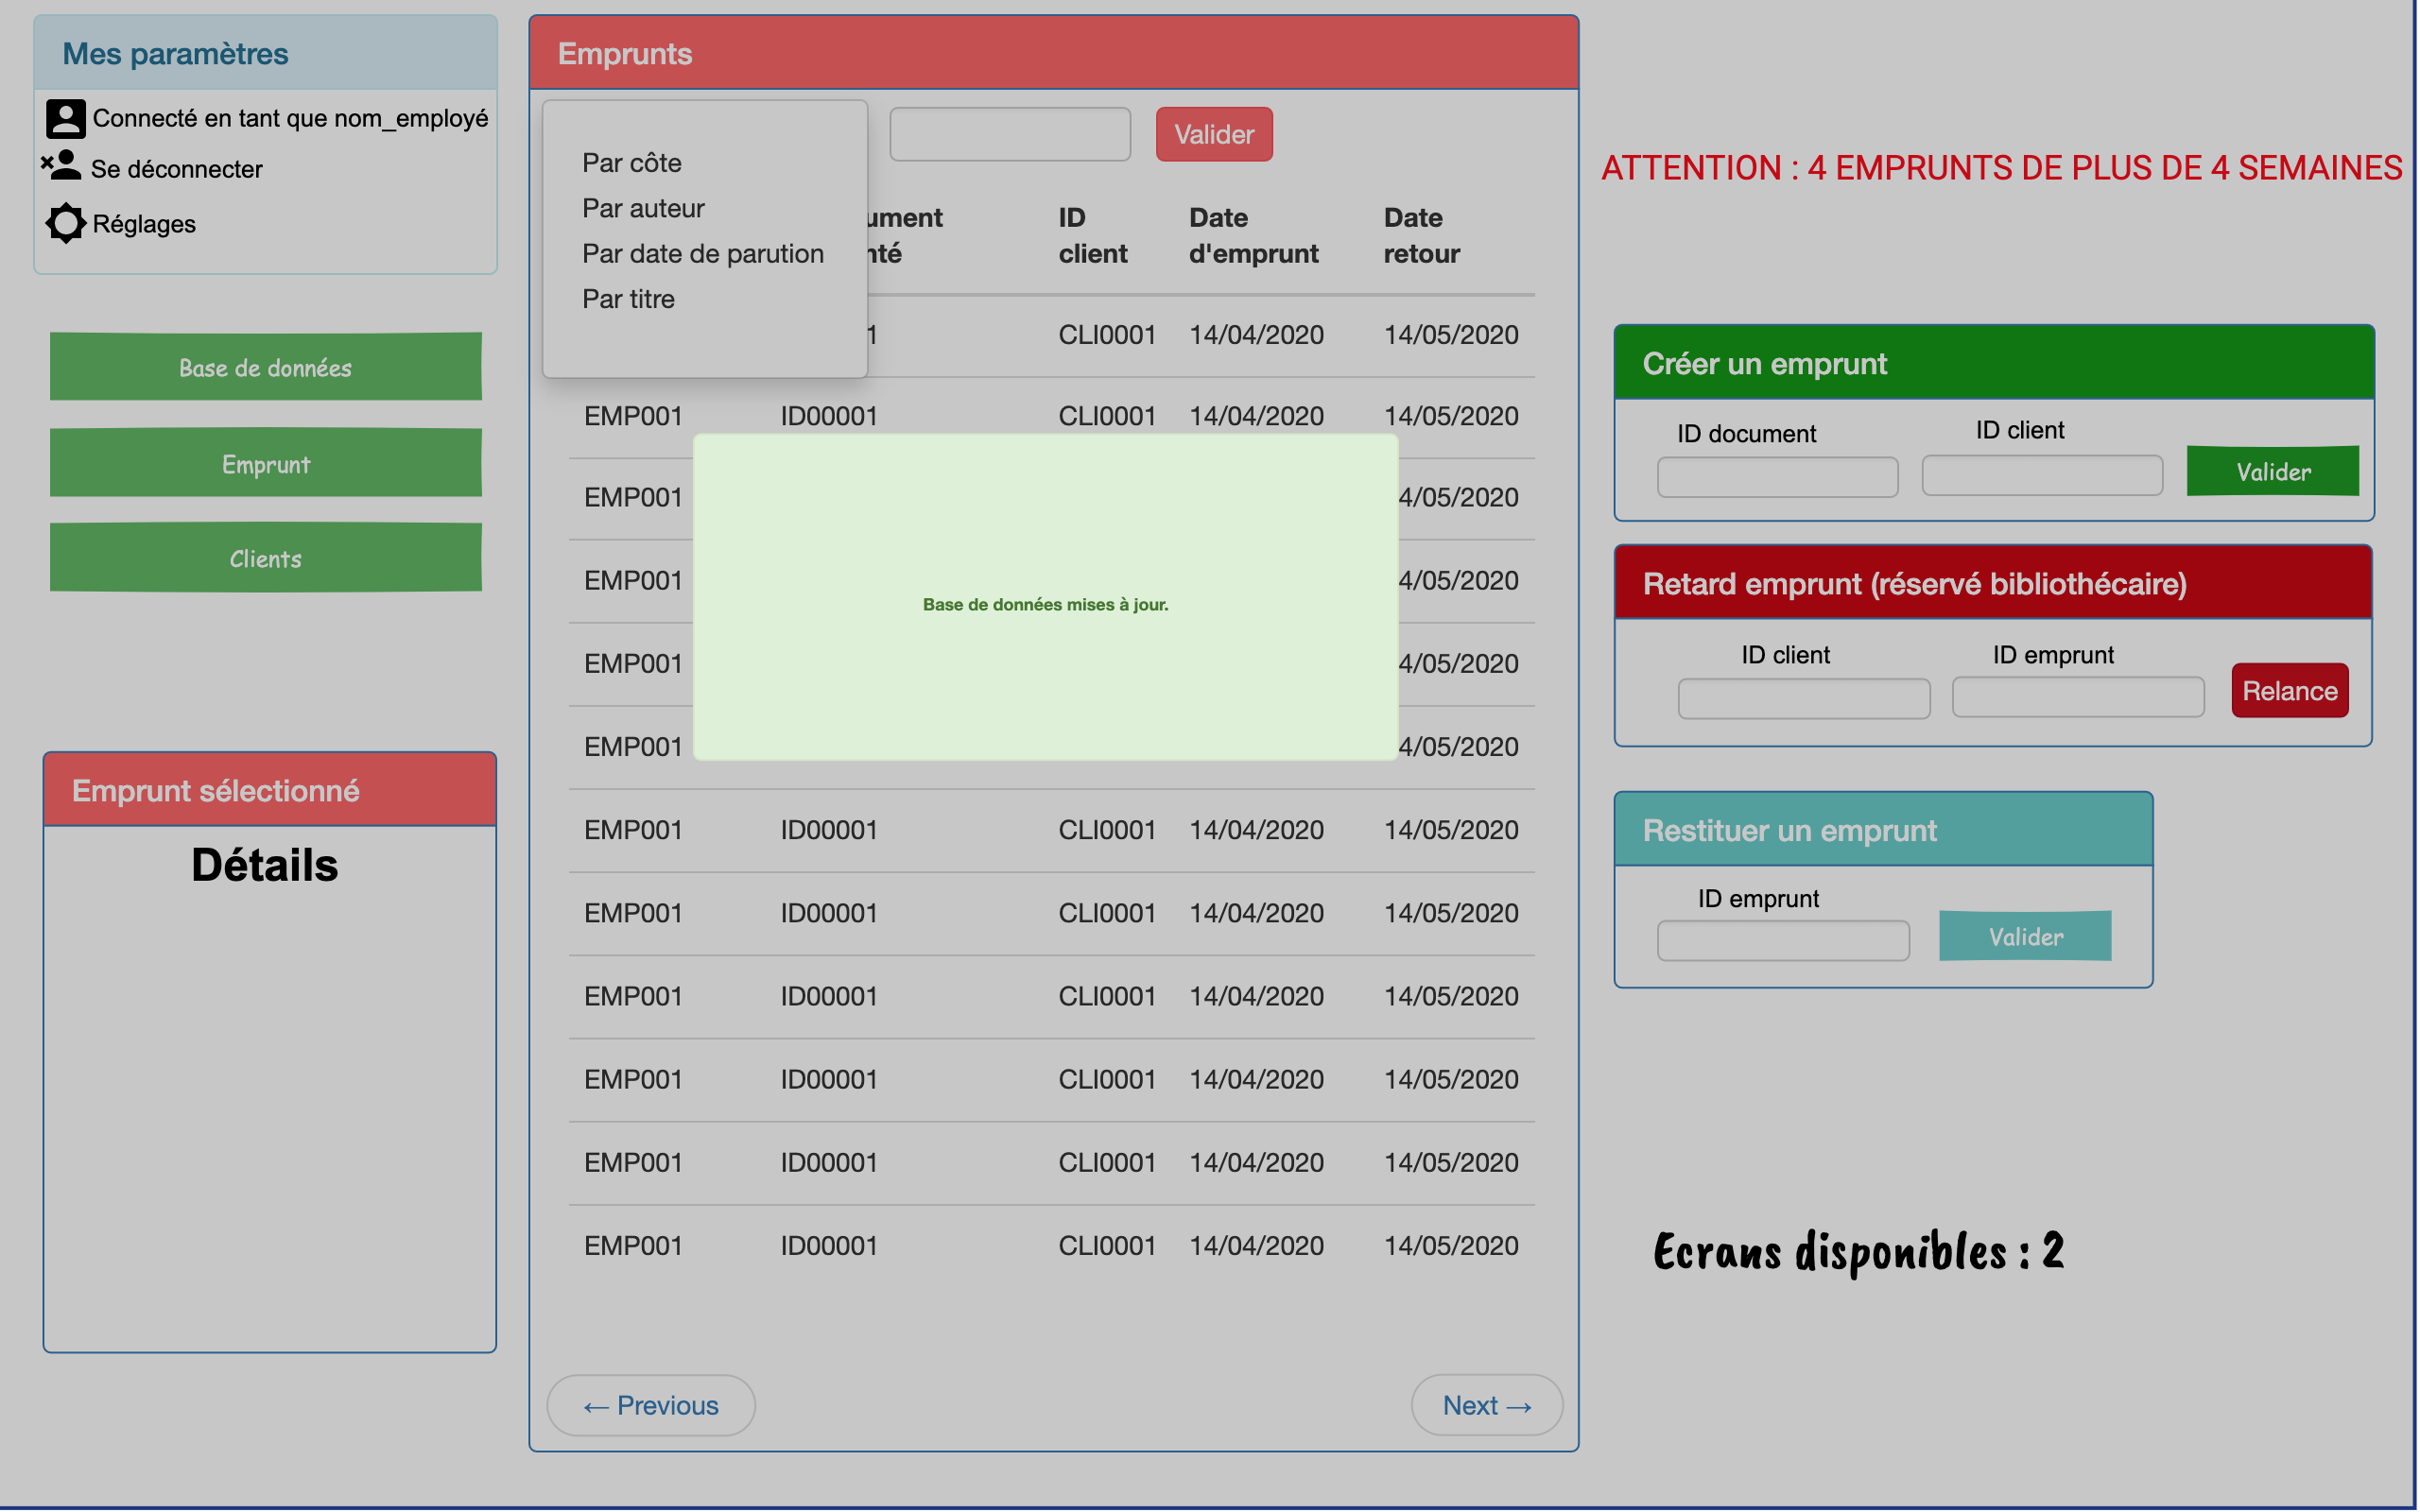 Mes paramètres
Connecté en tant que nom_employé
Se déconnecter
Réglages
Base de données
Emprunt
Clients
Emprunt sélectionné
Détails
Emprunts
Valider
Par côte
Par auteur
Par date de parution
Par titre
ument ID Date Date
nté client d'emprunt retour
1 CLI0001 14/04/2020 14/05/2020
EMP001 ID00001 CLI0001 14/04/2020 14/05/2020
EMP001 4/05/2020
EMP001 4/05/2020
Base de données mises à jour.
EMP001 4/05/2020
EMP001 4/05/2020
EMP001 ID00001 CLI0001 14/04/2020 14/05/2020
EMP001 ID00001 CLI0001 14/04/2020 14/05/2020
EMP001 ID00001 CLI0001 14/04/2020 14/05/2020
EMP001 ID00001 CLI0001 14/04/2020 14/05/2020
EMP001 ID00001 CLI0001 14/04/2020 14/05/2020
EMP001 ID00001 CLI0001 14/04/2020 14/05/2020
← Previous
Next →
ATTENTION : 4 EMPRUNTS DE PLUS DE 4 SEMAINES
Créer un emprunt
ID document ID client
Valider
Retard emprunt (réservé bibliothécaire)
ID client ID emprunt
Relance
Restituer un emprunt
ID emprunt
Valider
Ecrans disponibles : 2